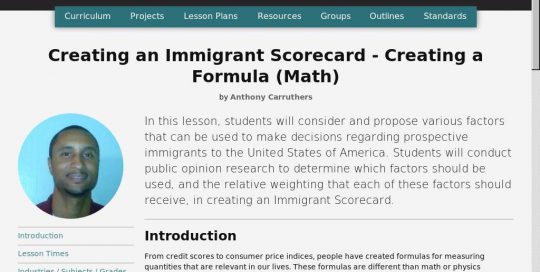 Curriculum Projects Lesson Plans Resources Groups Outlines Standards
Creating an Immigrant Scorecard - Creating a
Formula (Math)
by Anthony Carruthers
In this lesson, students will consider and propose various factors
that can be used to make decisions regarding prospective
immigrants to the United States of America. Students will conduct
public opinion research to determine which factors should be
used, and the relative weighting that each of these factors should
receive, in creating an Immigrant Scorecard.
Introduction
Lesson Times
Industries / Subjects / Grades
Introduction
From credit scores to consumer price indices, people have created formulas for measuring
quantities that are relevant in our lives. These formulas are different than math or physics